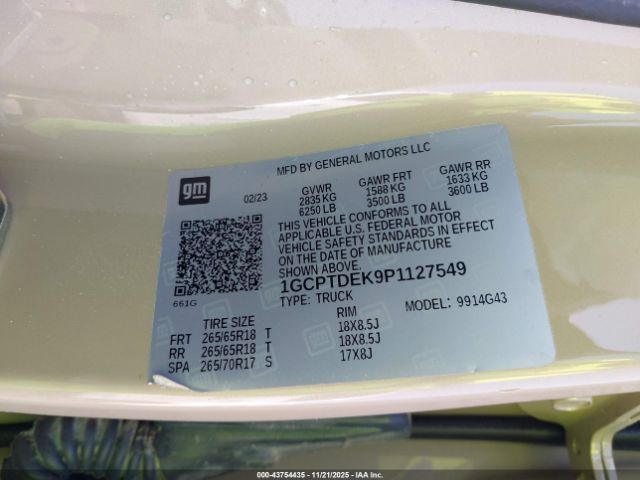 MFD BY GENERAL MOTORS LLC
gm
02/23
GVWR GAWR FRT GAWR RR
2835 KG 1588 KG 1633 KG
6250 LB 3500 LB 3600 LB
THIS VEHICLE CONFORMS TO ALL
APPLICABLE U.S. FEDERAL MOTOR
VEHICLE SAFETY STANDARDS IN EFFECT
ON THE DATE OF MANUFACTURE
SHOWN ABOVE.
661G
1GCPTDEK9P1127549
TYPE: TRUCK MODEL: 9914G43
TIRE SIZE RIM
FRT 265/65R18 T 18X8.5J
RR 265/65R18 T 18X8.5J
SPA 265/70R17 S 17X8J
000-43754435 - 11/21/2025 - IAA, Inc.